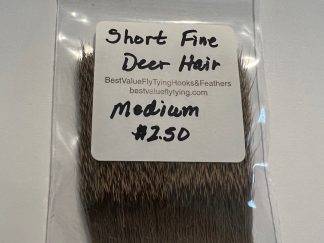 Short Fine
Deer Hair
BestValueFlyTyingHooks&Feathers
bestvalueflytying.com
Medium
$2.50